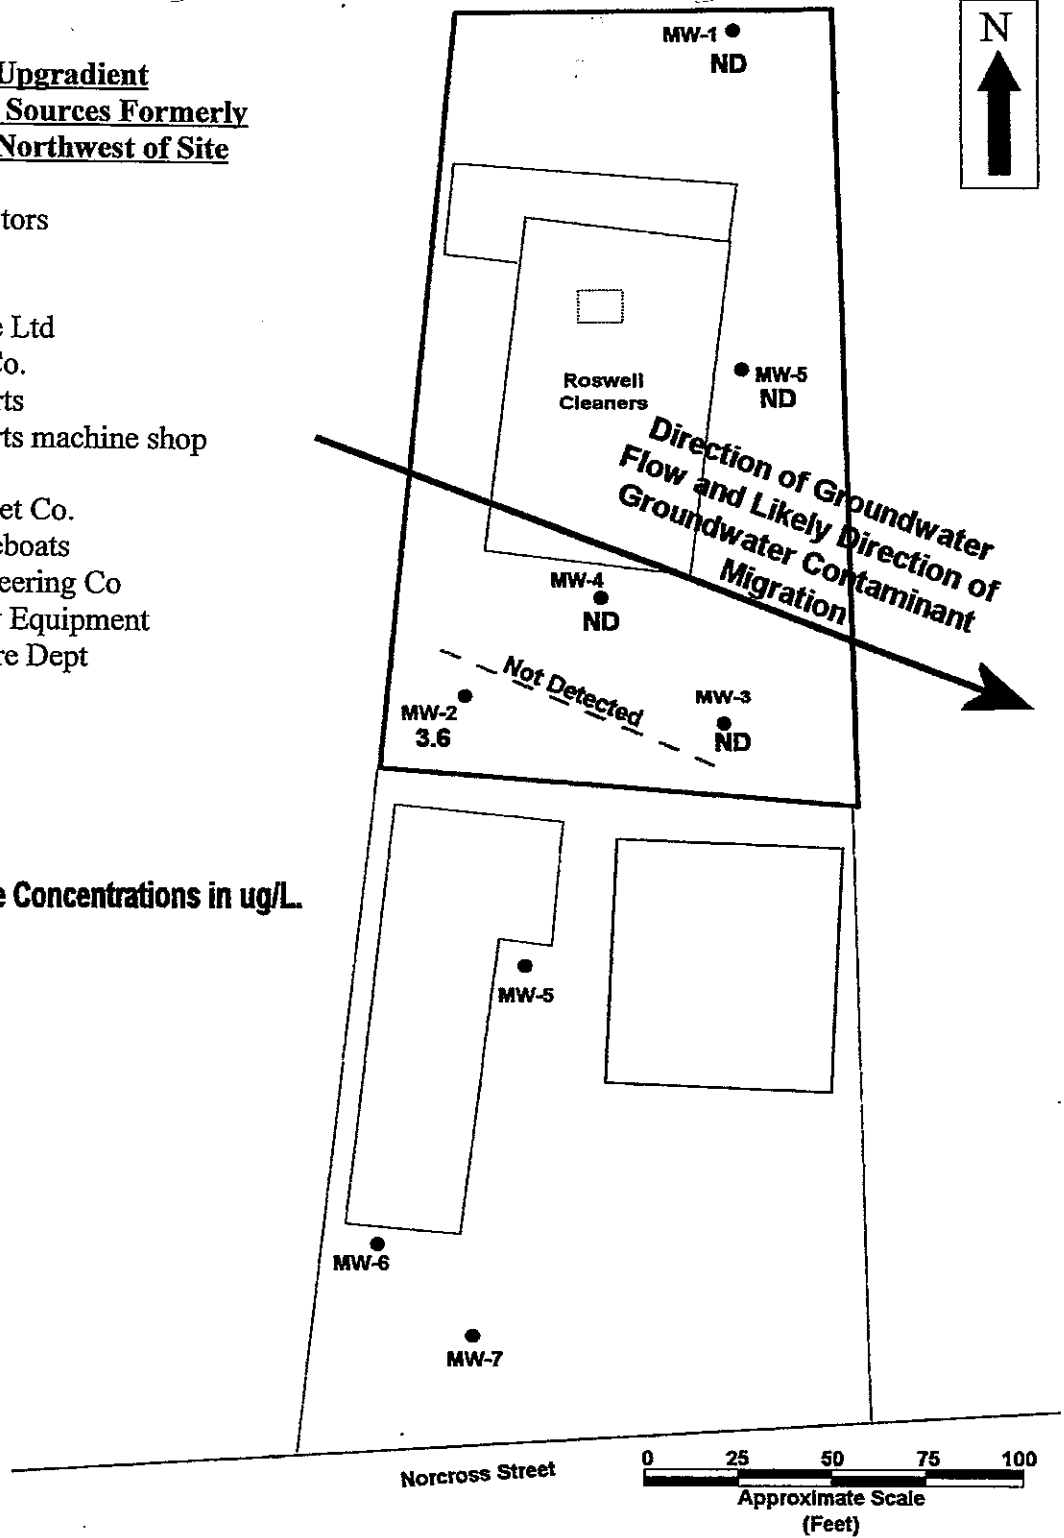 Upgradient
Sources Formerly
Northwest of Site
tors
e Ltd
Co.
rts
rts machine shop
et Co.
eboats
eering Co
Equipment
re Dept
e Concentrations in ug/L.
N
MW-1
ND
Roswell
Cleaners
MW-5
ND
Direction of Groundwater
Flow and Likely Direction of
Groundwater Contaminant
Migration
MW-4
ND
Not Detected
MW-2
3.6
MW-3
ND
MW-5
MW-6
MW-7
Norcross Street
0 25 50 75 100
Approximate Scale
(Feet)